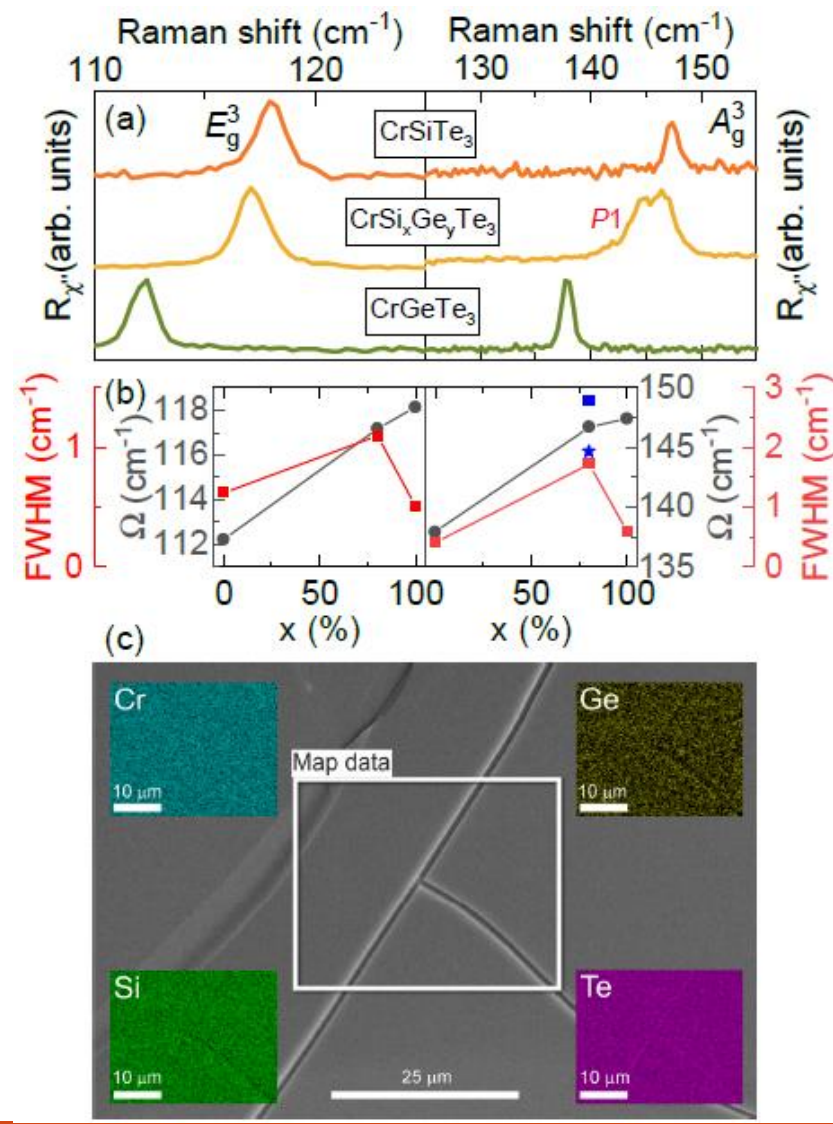 Raman shift (cm⁻¹) Raman shift (cm⁻¹)
110 120 130 140 150
(a) E³g CrSiTe₃ A³g
CrSiₓGeᵧTe₃ P1
CrGeTe₃
Rχ''(arb. units) Rχ''(arb. units)
(b)
FWHM (cm⁻¹)
1
0
Ω (cm⁻¹)
118
116
114
112
150
145
140
135
Ω (cm⁻¹)
3
2
1
0
FWHM (cm⁻¹)
0 50 100 50 100
x (%) x (%)
(c)
Cr Ge
10 μm 10 μm
Map data
Si Te
10 μm 25 μm 10 μm